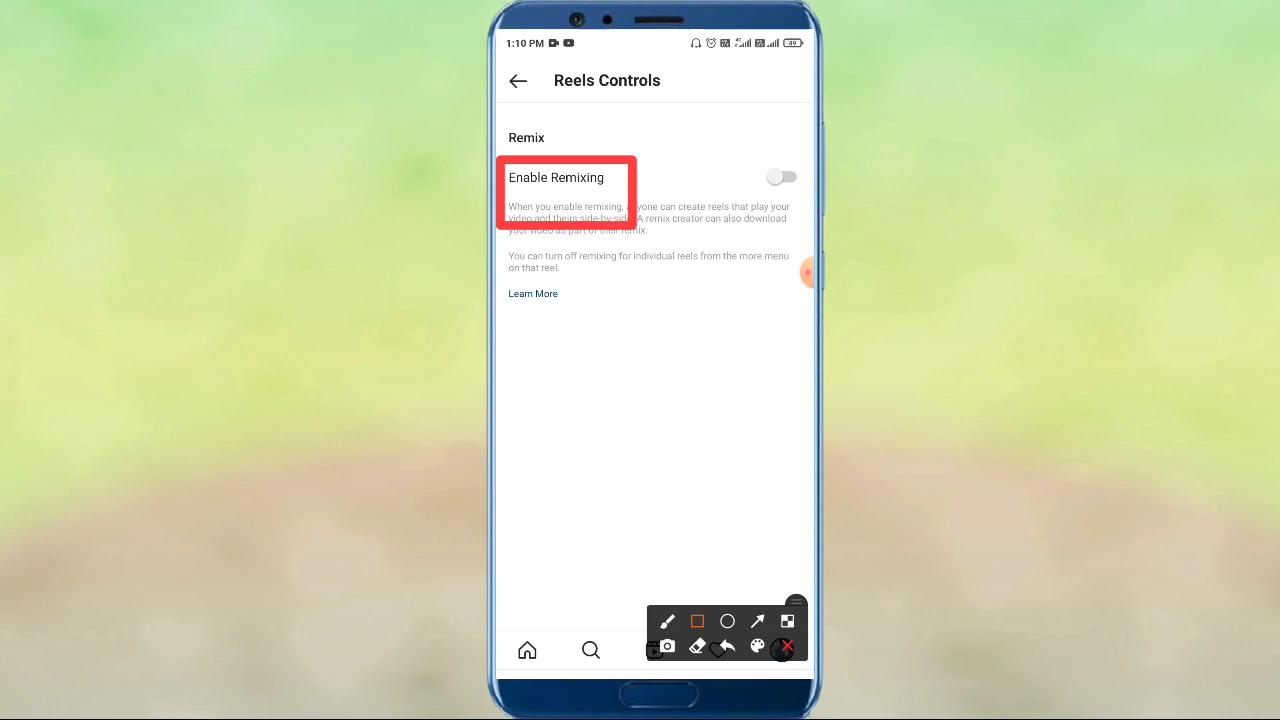 1:10 PM
4G
49
Reels Controls
Remix
Enable Remixing
When you enable remixing, anyone can create reels that play your
video and theirs side-by-side. A remix creator can also download
your video as part of their remix.
You can turn off remixing for individual reels from the more menu
on that reel.
Learn More